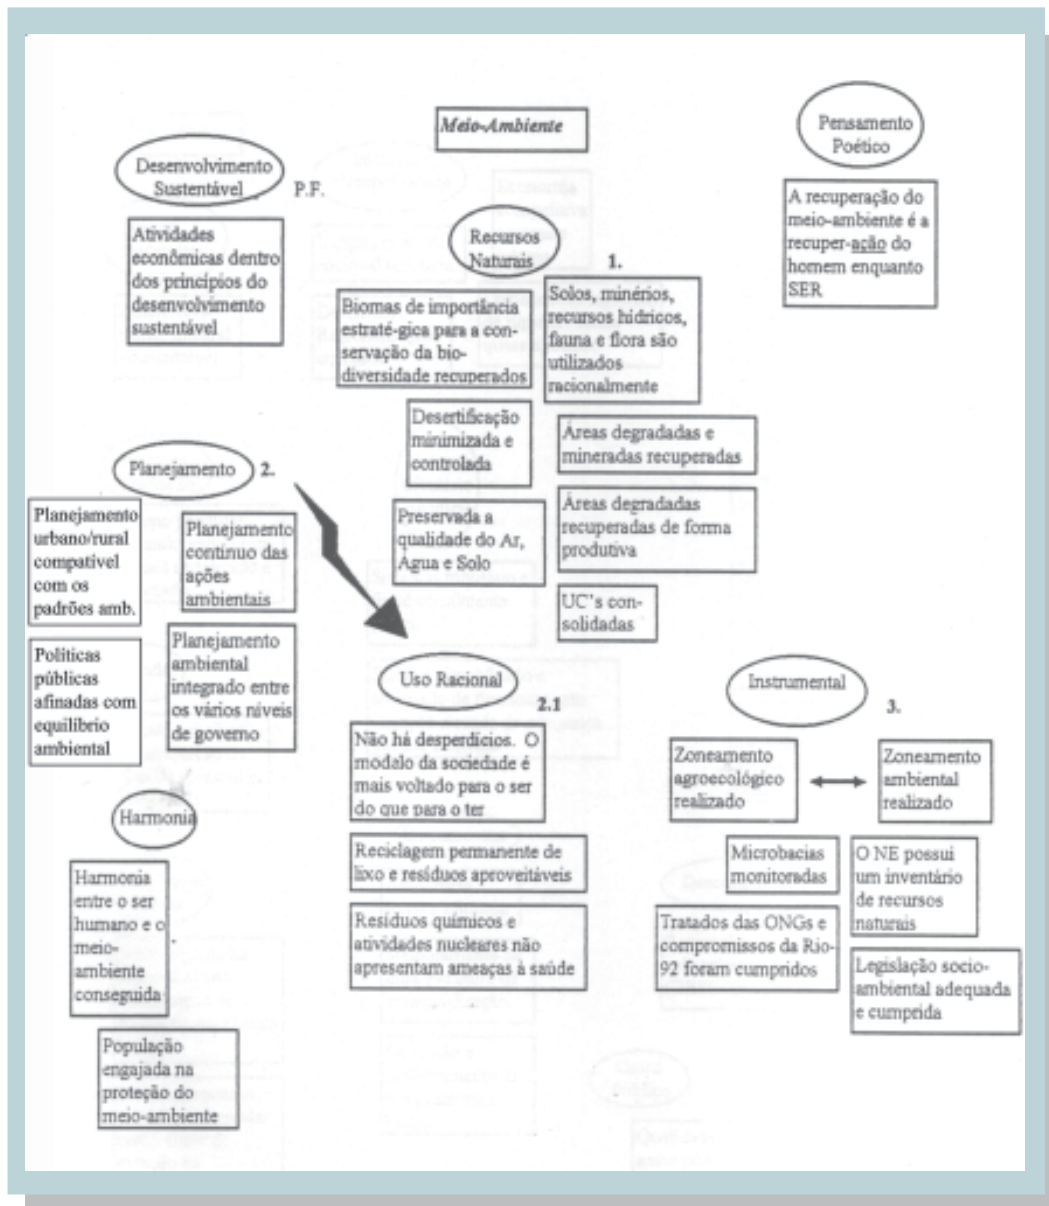 Meio-Ambiente
Pensamento
Poético
A recuperação do
meio-ambiente é a
recuper-ação do
homem enquanto
SER
Desenvolvimento
Sustentável
P.F.
Atividades
econômicas dentro
dos princípios do
desenvolvimento
sustentável
Recursos
Naturais
1.
Biomas de importância
estraté-gica para a con-
servação da bio-
diversidade recuperados
Solos, minérios,
recursos hídricos,
fauna e flora são
utilizados
racionalmente
Desertificação
minimizada e
controlada
Áreas degradadas e
mineradas recuperadas
Preservada a
qualidade do Ar,
Água e Solo
Áreas degradadas
recuperadas de forma
produtiva
UC's con-
solidadas
Planejamento
2.
Planejamento
urbano/rural
compatível
com os
padrões amb.
Planejamento
contínuo das
ações
ambientais
Políticas
públicas
afinadas com
equilíbrio
ambiental
Planejamento
ambiental
integrado entre
os vários níveis
de governo
Uso Racional
2.1
Não há desperdícios. O
modelo da sociedade é
mais voltado para o ser
do que para o ter
Reciclagem permanente de
lixo e resíduos aproveitáveis
Resíduos químicos e
atividades nucleares não
apresentam ameaças à saúde
Instrumental
3.
Zoneamento
agroecológico
realizado
Zoneamento
ambiental
realizado
Microbacias
monitoradas
O NE possui
um inventário
de recursos
naturais
Tratados das ONGs e
compromissos da Rio-
92 foram cumpridos
Legislação socio-
ambiental adequada
e cumprida
Harmonia
Harmonia
entre o ser
humano e o
meio-
ambiente
conseguida
População
engajada na
proteção do
meio-ambiente